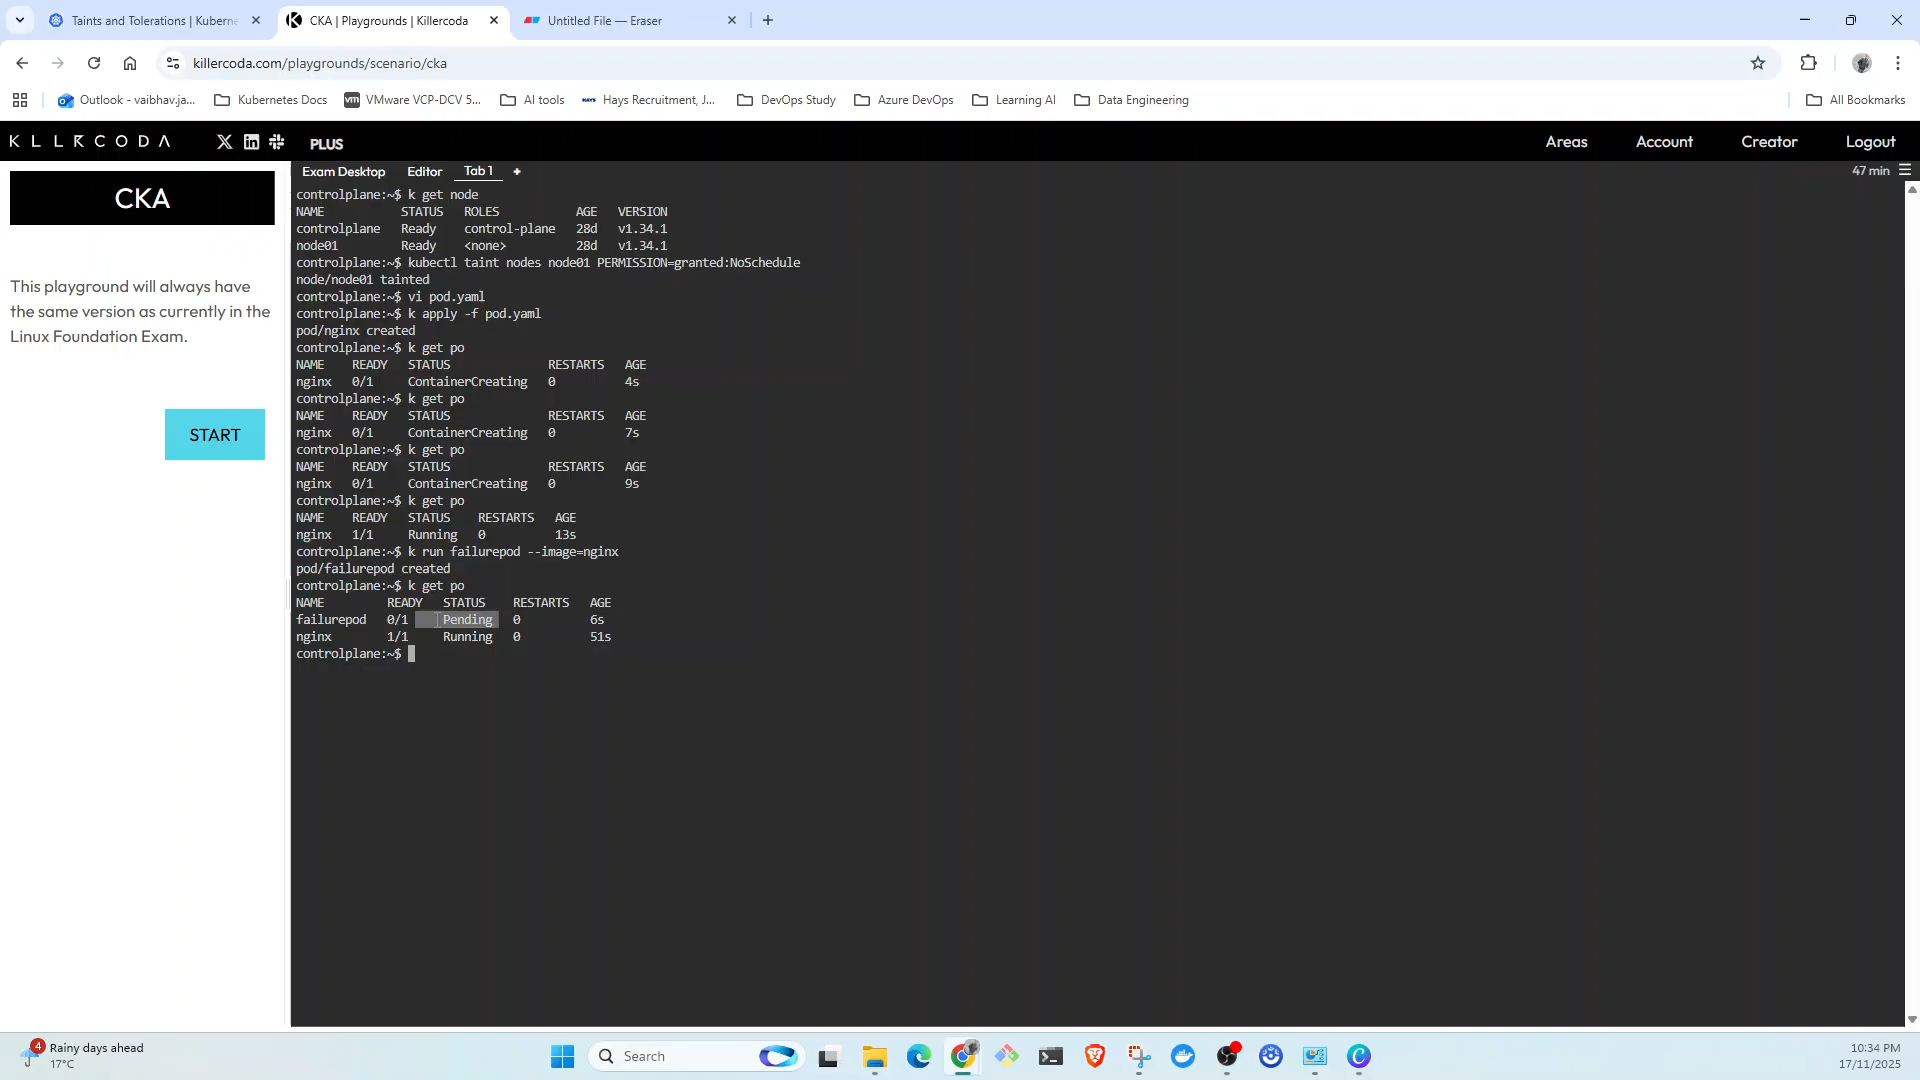 Taints and Tolerations | Kuberne
CKA | Playgrounds | Killercoda
Untitled File — Eraser
killercoda.com/playgrounds/scenario/cka
Outlook - vaibhav.ja...
Kubernetes Docs
vm
VMware VCP-DCV 5...
AI tools
HAYS
Hays Recruitment, J...
DevOps Study
Azure DevOps
Learning AI
Data Engineering
All Bookmarks
KLLRCODA
PLUS
Areas
Account
Creator
Logout
CKA
This playground will always have
the same version as currently in the
Linux Foundation Exam.
START
Exam Desktop
Editor
Tab 1
+
47 min
controlplane:~$ k get node
NAME STATUS ROLES AGE VERSION
controlplane Ready control-plane 28d v1.34.1
node01 Ready <none> 28d v1.34.1
controlplane:~$ kubectl taint nodes node01 PERMISSION=granted:NoSchedule
node/node01 tainted
controlplane:~$ vi pod.yaml
controlplane:~$ k apply -f pod.yaml
pod/nginx created
controlplane:~$ k get po
NAME READY STATUS RESTARTS AGE
nginx 0/1 ContainerCreating 0 4s
controlplane:~$ k get po
NAME READY STATUS RESTARTS AGE
nginx 0/1 ContainerCreating 0 7s
controlplane:~$ k get po
NAME READY STATUS RESTARTS AGE
nginx 0/1 ContainerCreating 0 9s
controlplane:~$ k get po
NAME READY STATUS RESTARTS AGE
nginx 1/1 Running 0 13s
controlplane:~$ k run failurepod --image=nginx
pod/failurepod created
controlplane:~$ k get po
NAME READY STATUS RESTARTS AGE
failurepod 0/1 Pending 0 6s
nginx 1/1 Running 0 51s
controlplane:~$
4
Rainy days ahead
17°C
Search
10:34 PM
17/11/2025